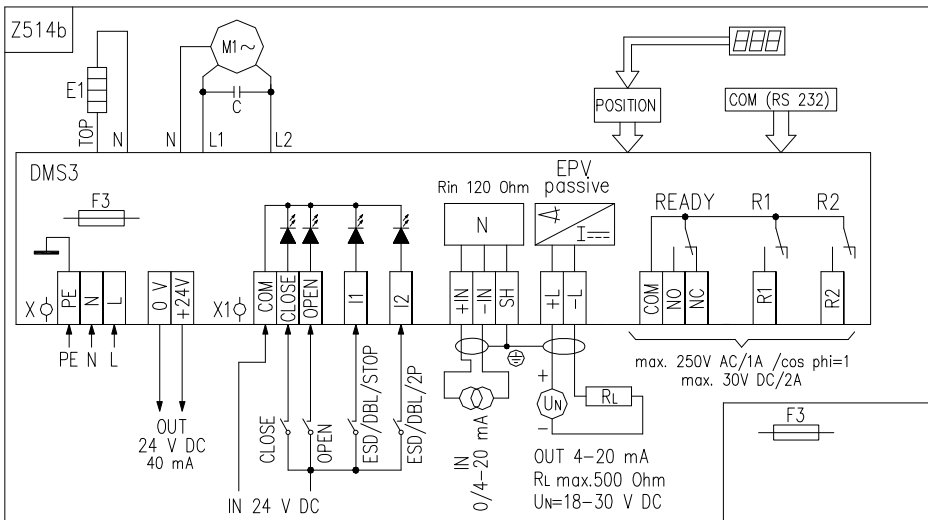 Z514b
M1~
E1
TOP
N
N
L1
C
L2
POSITION
COM (RS 232)
DMS3
F3
Rin 120 Ohm
EPV
passive
READY
R1
R2
N
I
X
PE
N
L
0 V
+24V
X1
COM
CLOSE
OPEN
I1
I2
+IN
-IN
SH
+L
-L
COM
NO
NC
R1
R2
PE N L
OUT
24 V DC
40 mA
CLOSE
OPEN
ESD/DBL/STOP
ESD/DBL/2P
IN 24 V DC
IN
0/4-20 mA
+
UN
-
RL
OUT 4-20 mA
RL max.500 Ohm
UN=18-30 V DC
max. 250V AC/1A /cos phi=1
max. 30V DC/2A
F3